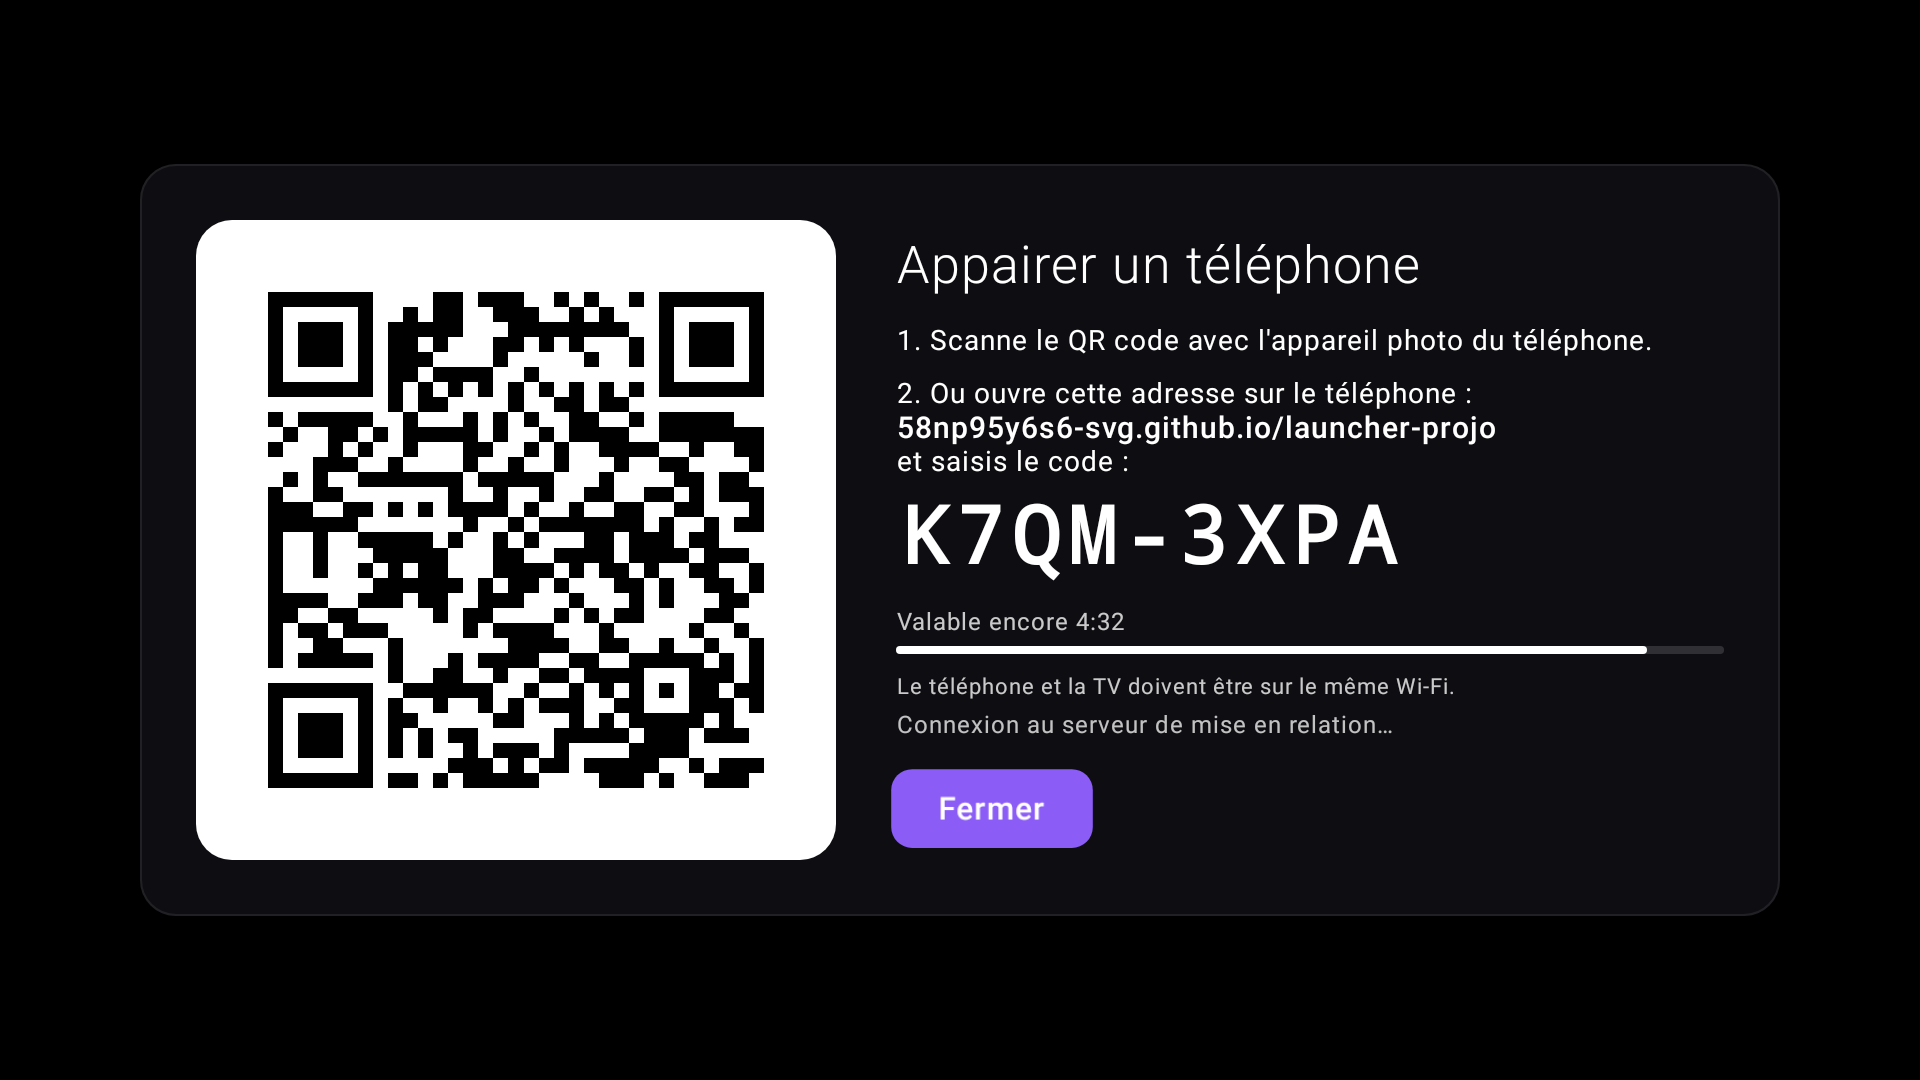 Appairer un téléphone
1. Scanne le QR code avec l'appareil photo du téléphone.
2. Ou ouvre cette adresse sur le téléphone :
58np95y6s6-svg.github.io/launcher-projo
et saisis le code :
K7QM-3XPA
Valable encore 4:32
Le téléphone et la TV doivent être sur le même Wi-Fi.
Connexion au serveur de mise en relation…
Fermer